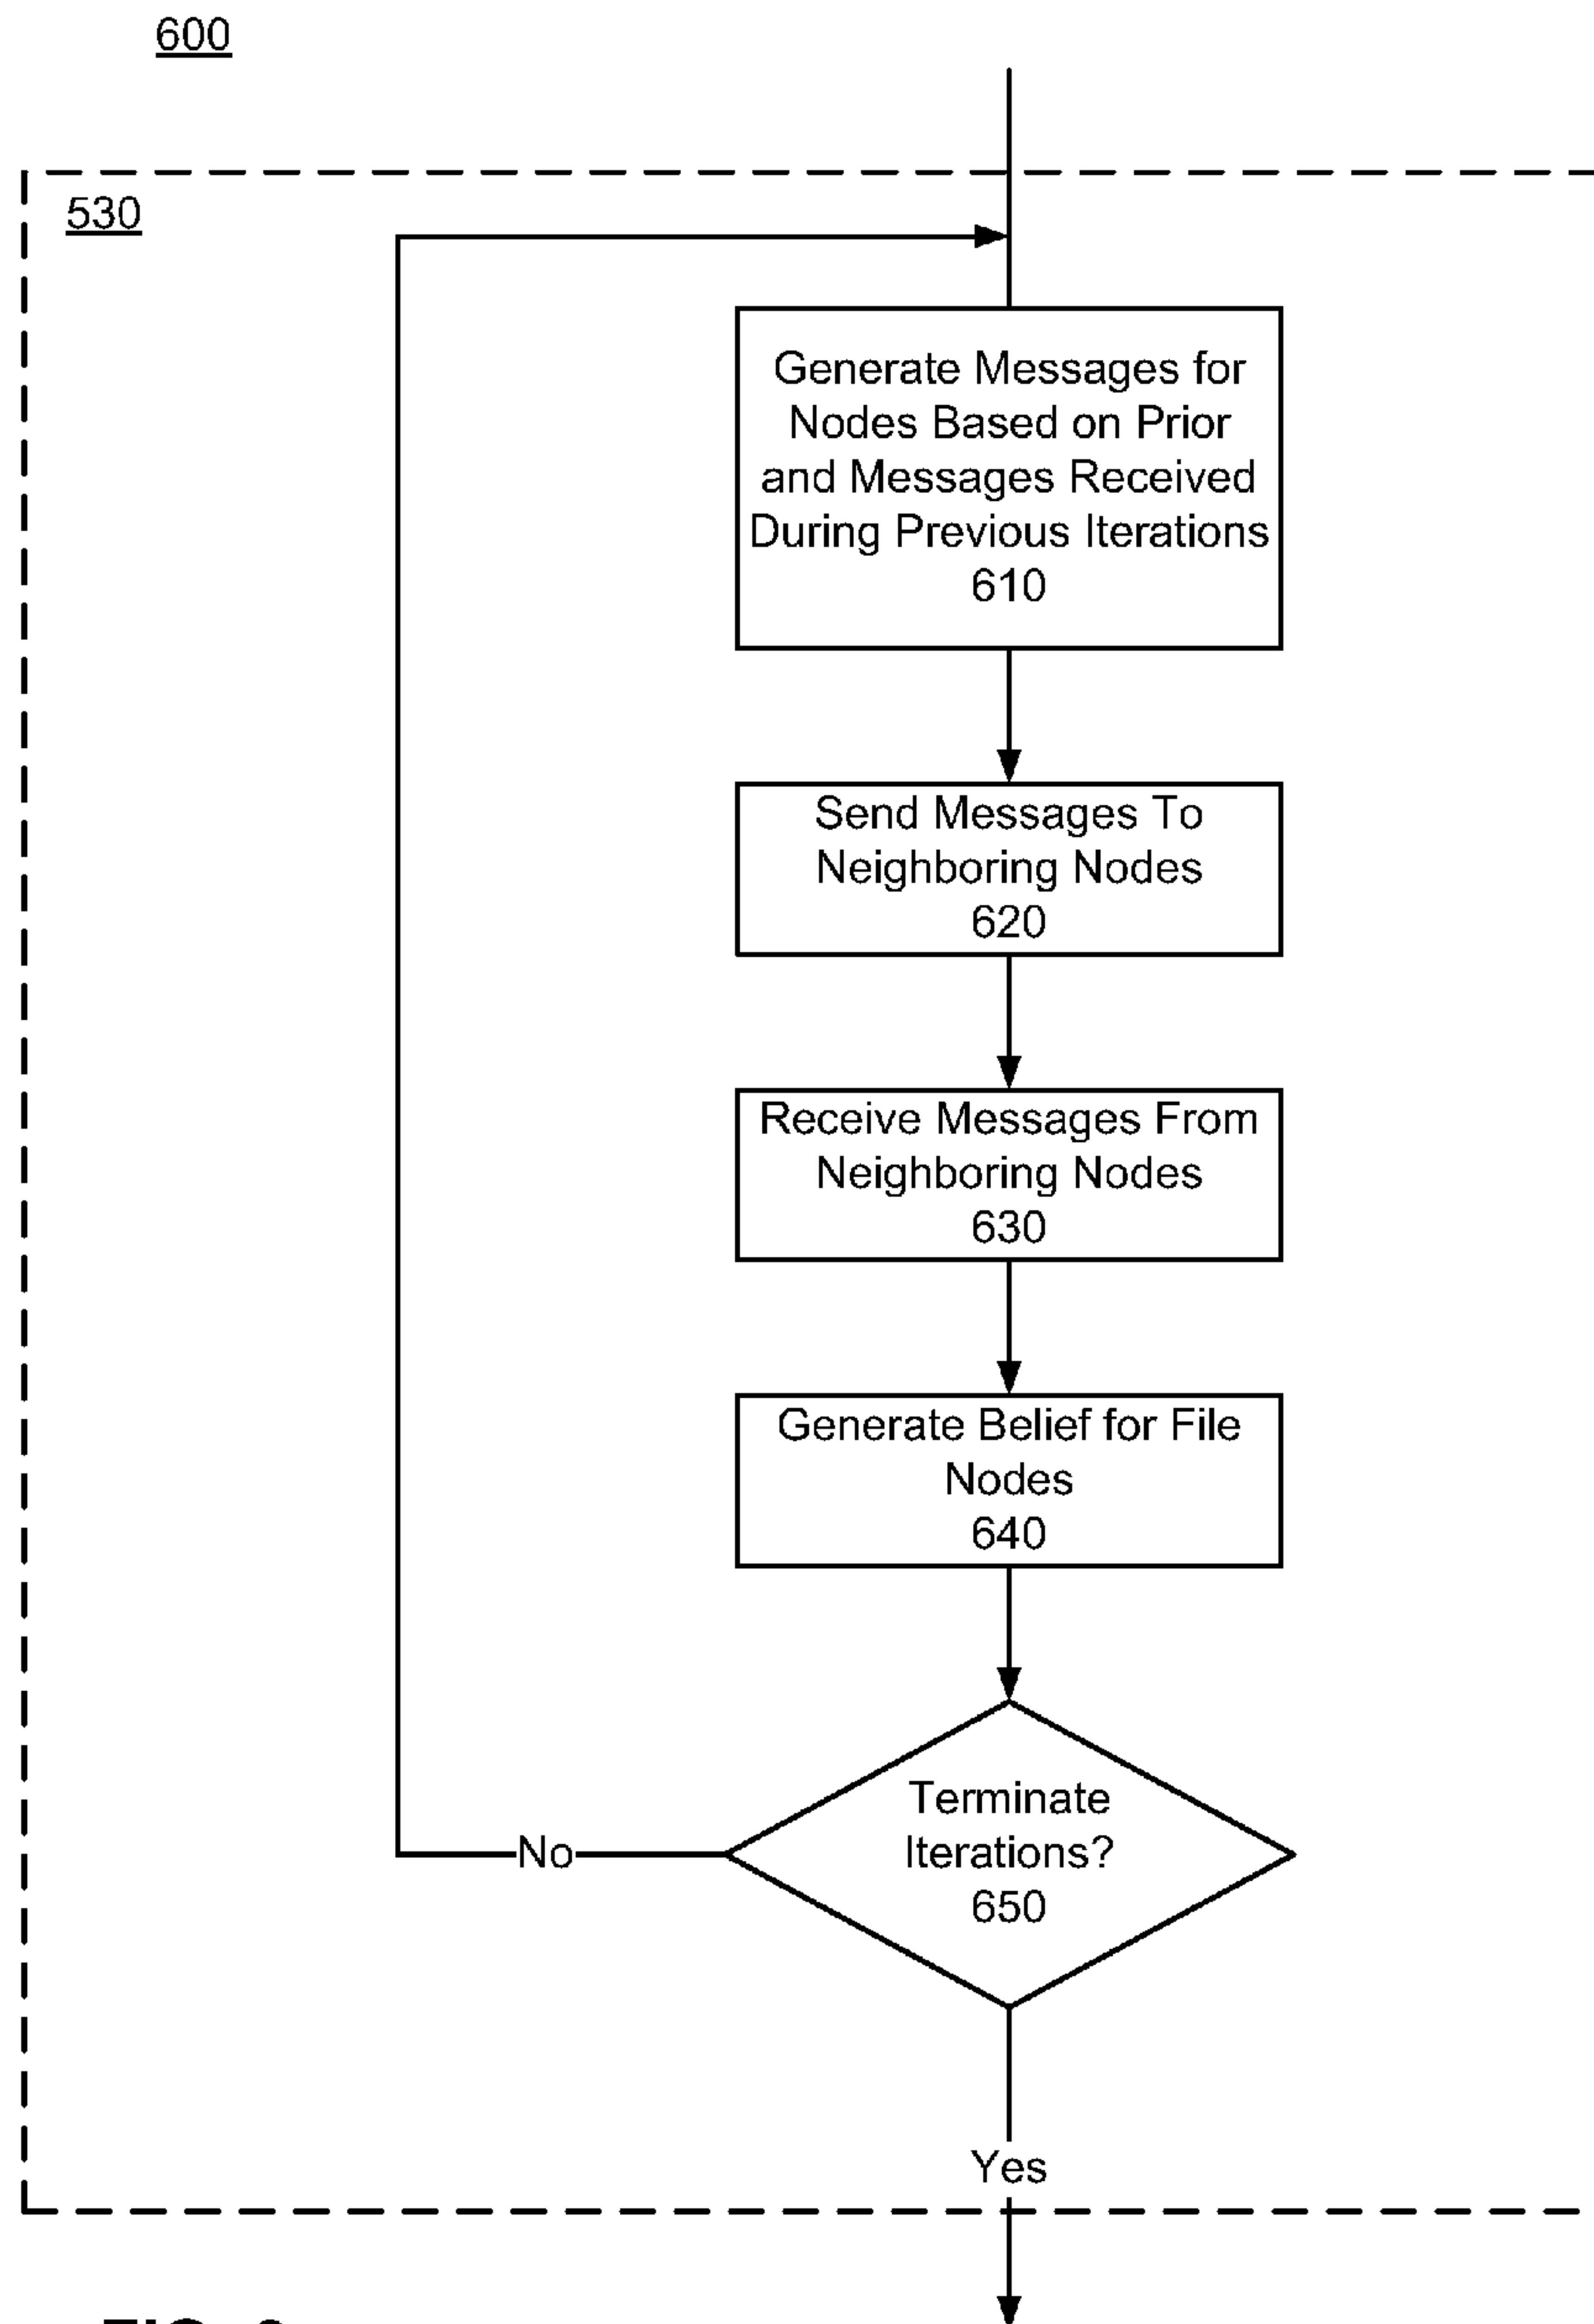 600
530
Generate Messages for
Nodes Based on Prior
and Messages Received
During Previous Iterations
610
Send Messages To
Neighboring Nodes
620
Receive Messages From
Neighboring Nodes
630
Generate Belief for File
Nodes
640
Terminate
Iterations?
650
No
Yes